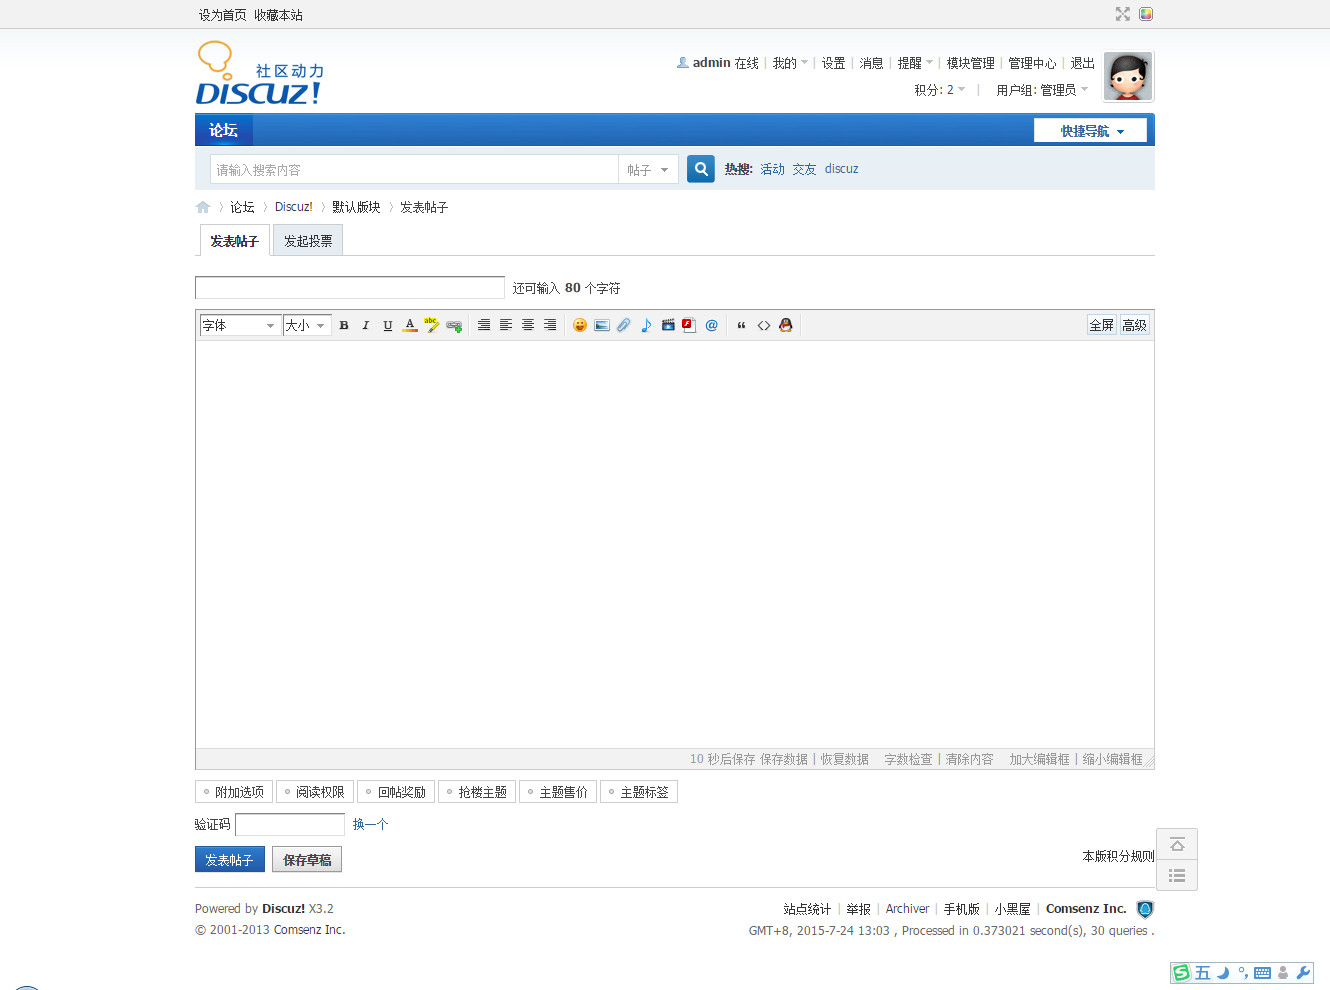 设为首页 收藏本站
社区动力
DISCUZ!
admin 在线 | 我的 | 设置 | 消息 | 提醒 | 模块管理 | 管理中心 | 退出
积分: 2 | 用户组: 管理员
论坛
快捷导航
请输入搜索内容 帖子 热搜: 活动 交友 discuz
论坛 › Discuz! › 默认版块 › 发表帖子
发表帖子 发起投票
还可输入 80 个字符
字体 大小 B I U A abc @ “ <> 全屏 高级
10 秒后保存 保存数据 | 恢复数据 字数检查 | 清除内容 加大编辑框 | 缩小编辑框
附加选项 阅读权限 回帖奖励 抢楼主题 主题售价 主题标签
验证码 换一个
发表帖子 保存草稿 本版积分规则
Powered by Discuz! X3.2
站点统计 | 举报 | Archiver | 手机版 | 小黑屋 | Comsenz Inc.
© 2001-2013 Comsenz Inc.
GMT+8, 2015-7-24 13:03 , Processed in 0.373021 second(s), 30 queries .
S 五